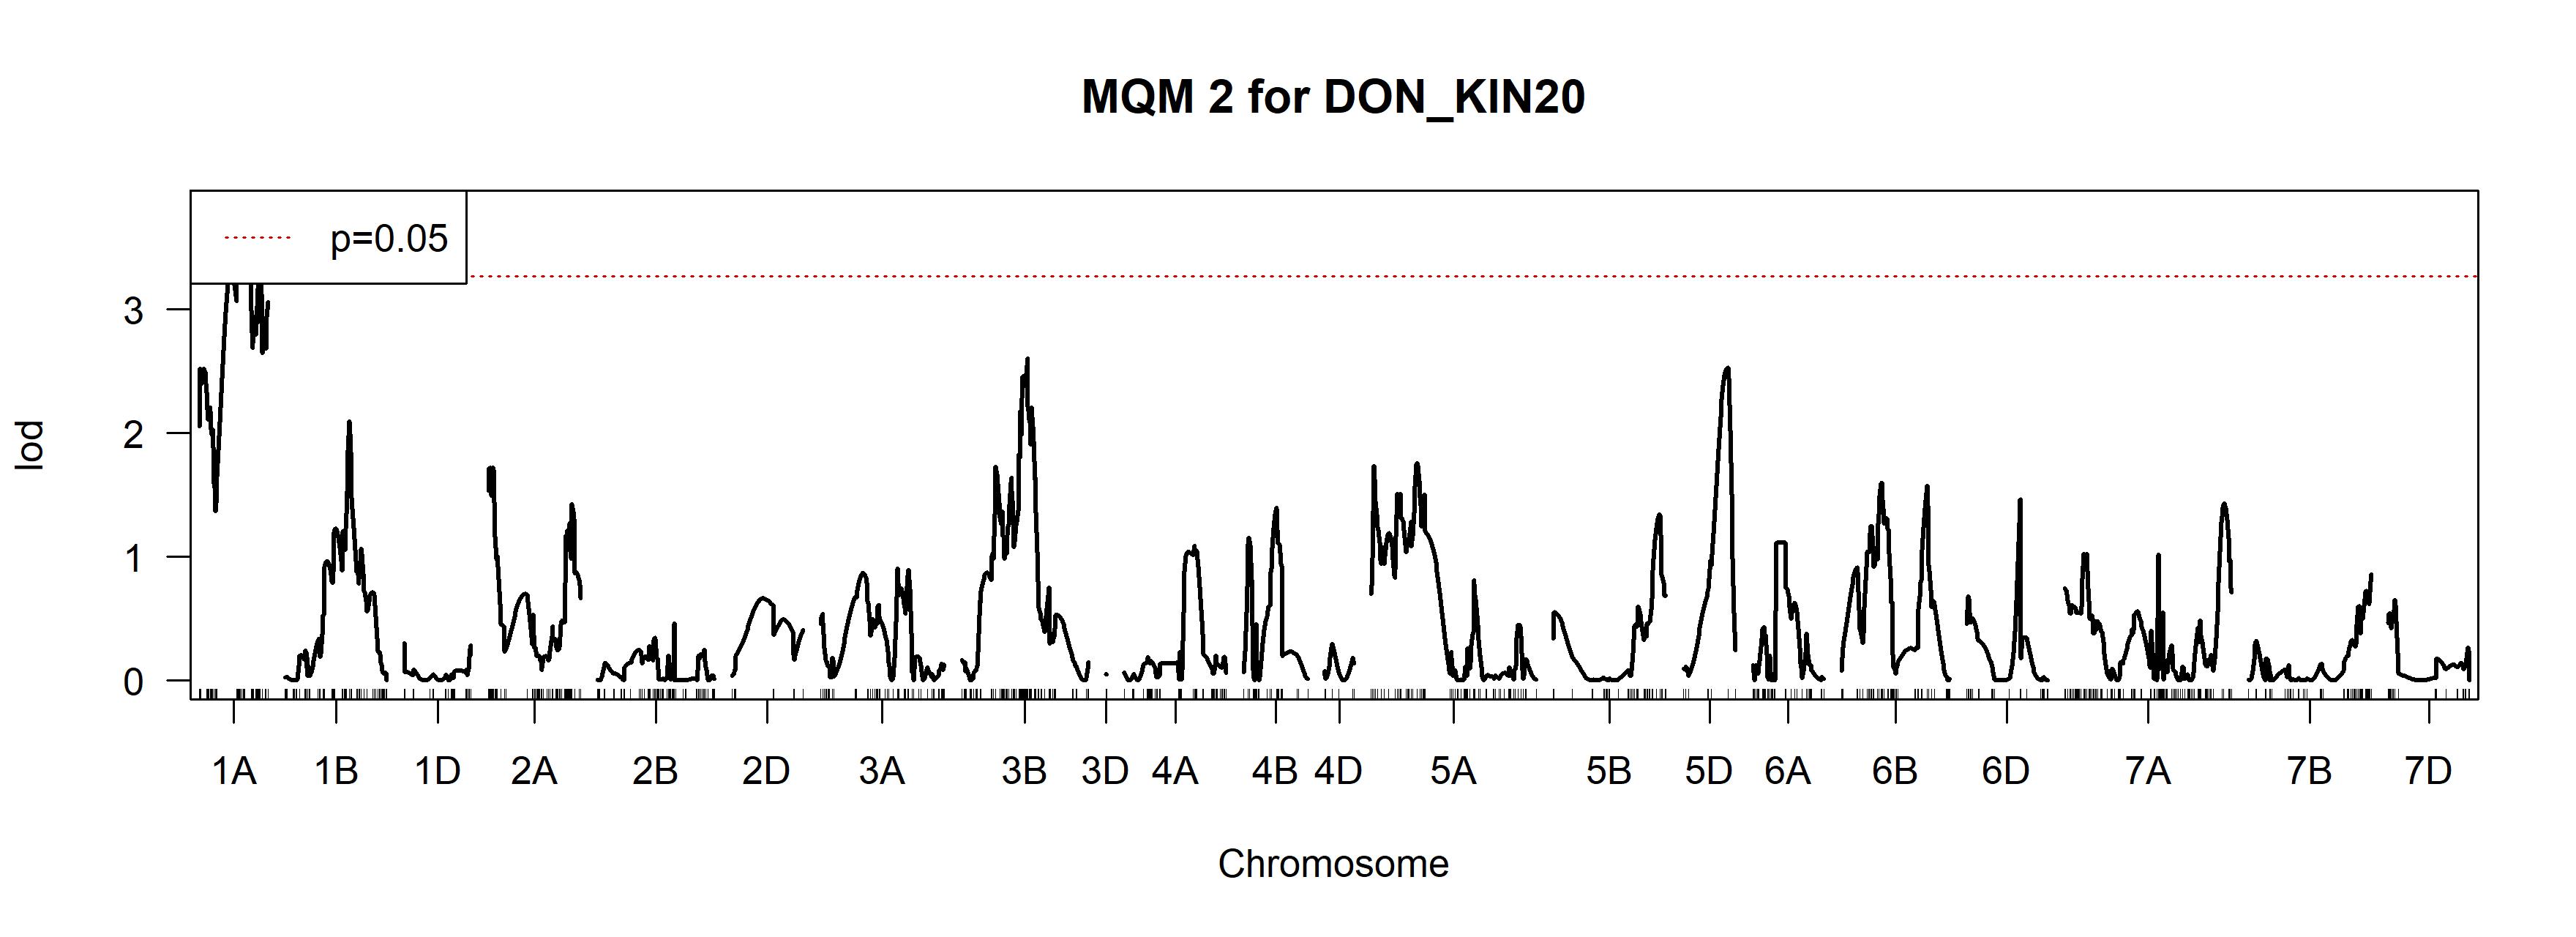 MQM 2 for DON_KIN20
p=0.05
lod
3
2
1
0
1A 1B 1D 2A 2B 2D 3A 3B 3D 4A 4B 4D 5A 5B 5D 6A 6B 6D 7A 7B 7D
Chromosome